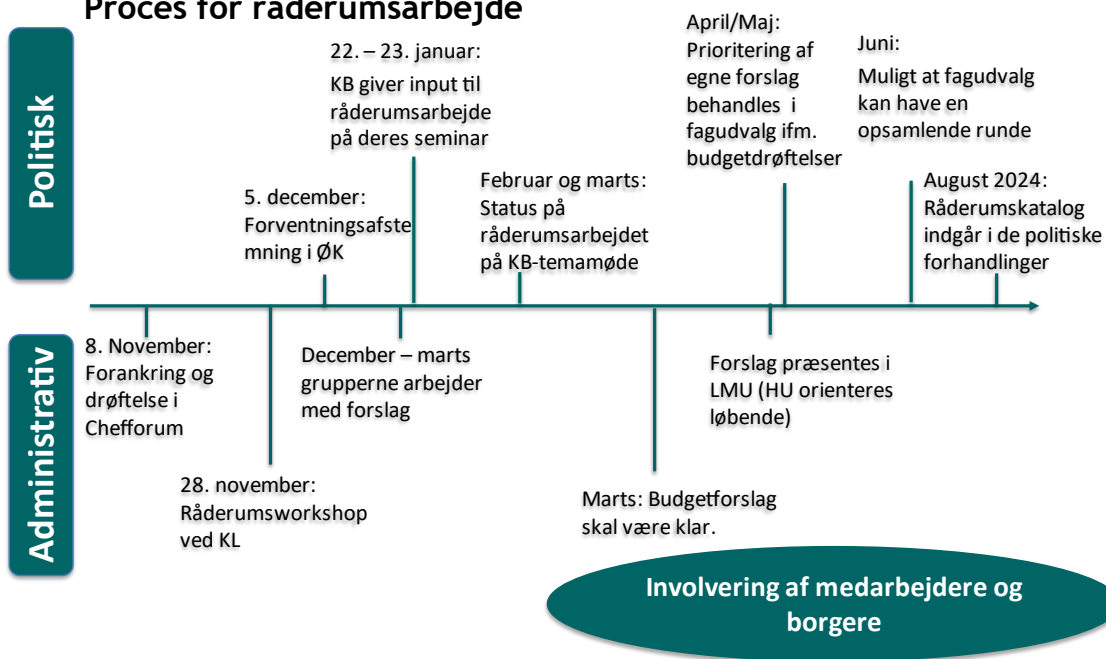 Proces for råderumsarbejde
Politisk
22. – 23. januar:
KB giver input til
råderumsarbejde
på deres seminar
5. december:
Forventningsafste
mning i ØK
Februar og marts:
Status på
råderumsarbejdet
på KB-temamøde
April/Maj:
Prioritering af
egne forslag
behandles i
fagudvalg ifm.
budgetdrøftelser
Juni:
Muligt at fagudvalg
kan have en
opsamlende runde
August 2024:
Råderumskatalog
indgår i de politiske
forhandlinger
Administrativ
8. November:
Forankring og
drøftelse i
Chefforum
28. november:
Råderumsworkshop
ved KL
December – marts
grupperne arbejder
med forslag
Marts: Budgetforslag
skal være klar.
Forslag præsentes i
LMU (HU orienteres
løbende)
Involvering af medarbejdere og
borgere